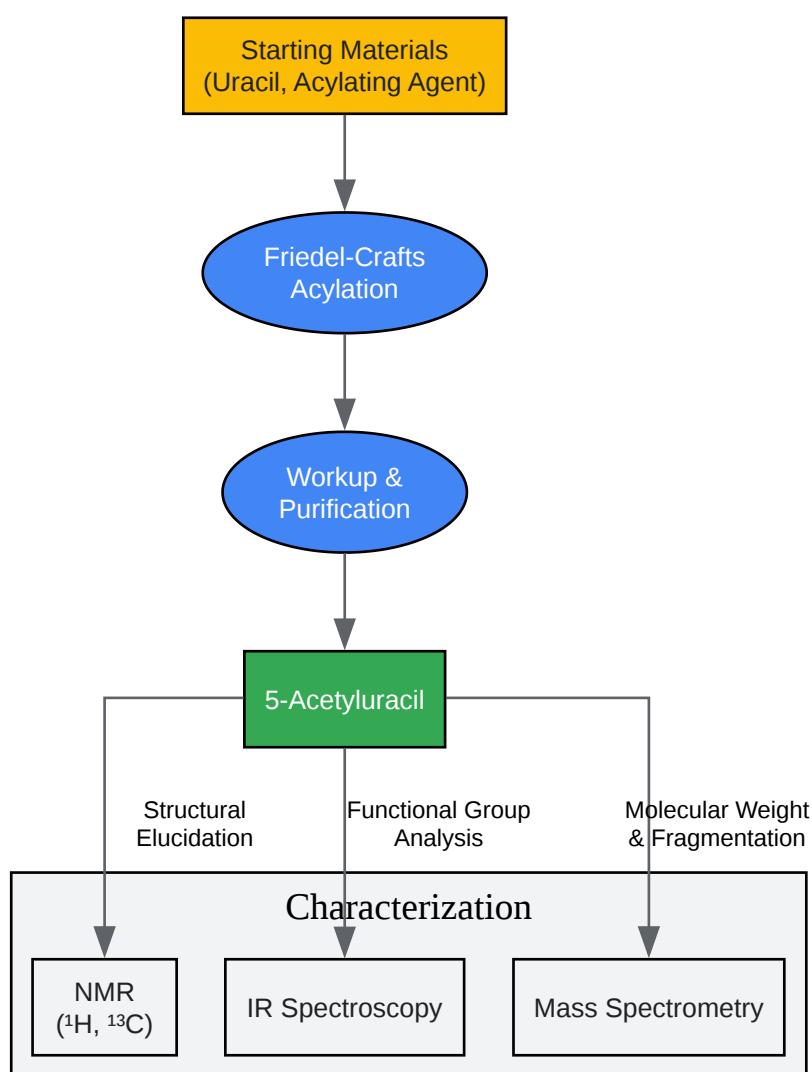 Starting Materials
(Uracil, Acylating Agent)
Friedel-Crafts
Acylation
Workup &
Purification
5-Acetyluracil
Structural
Elucidation
Functional Group
Analysis
Molecular Weight
& Fragmentation
Characterization
NMR
(¹H, ¹³C)
IR Spectroscopy
Mass Spectrometry